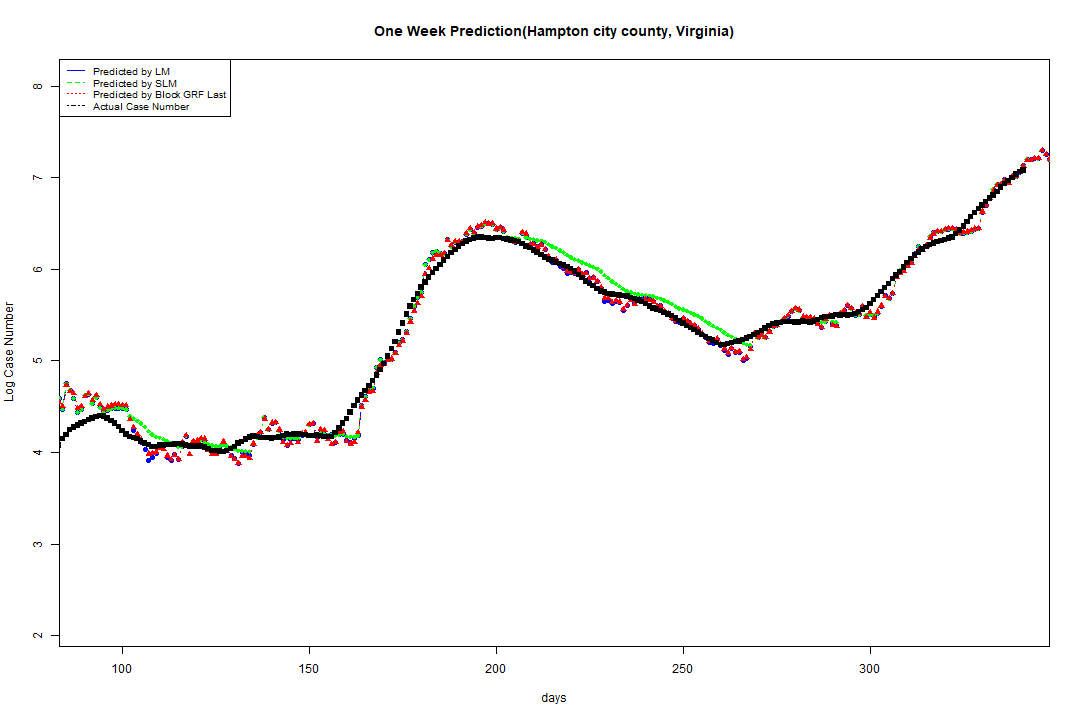 One Week Prediction(Hampton city county, Virginia)
Predicted by LM
Predicted by SLM
Predicted by Block GRF Last
Actual Case Number
8
7
6
5
4
3
2
Log Case Number
100 150 200 250 300
days